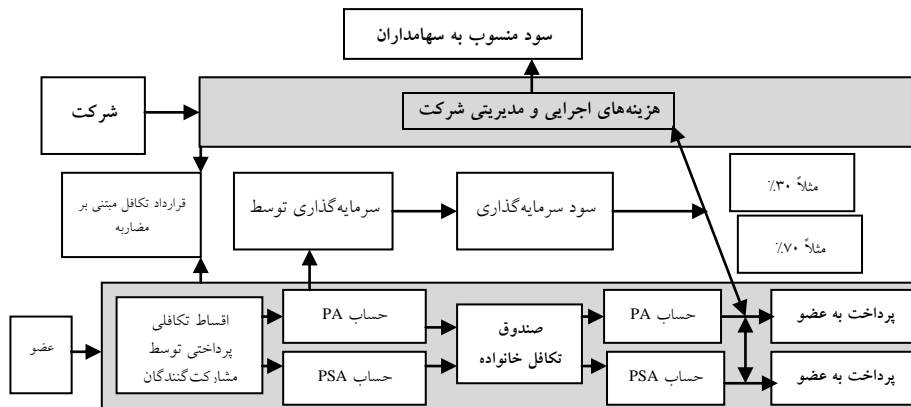 سود منسوب به سهامداران
شرکت
هزینه‌های اجرایی و مدیریتی شرکت
قرارداد تکافل مبتنی بر
مضاربه
سرمایه‌گذاری توسط
سود سرمایه‌گذاری
مثلاً ۳۰٪
مثلاً ۷۰٪
عضو
اقساط تکافلی
پرداختی توسط
مشارکت‌کنندگان
حساب PA
حساب PSA
صندوق
تکافل خانواده
حساب PA
حساب PSA
پرداخت به عضو
پرداخت به عضو